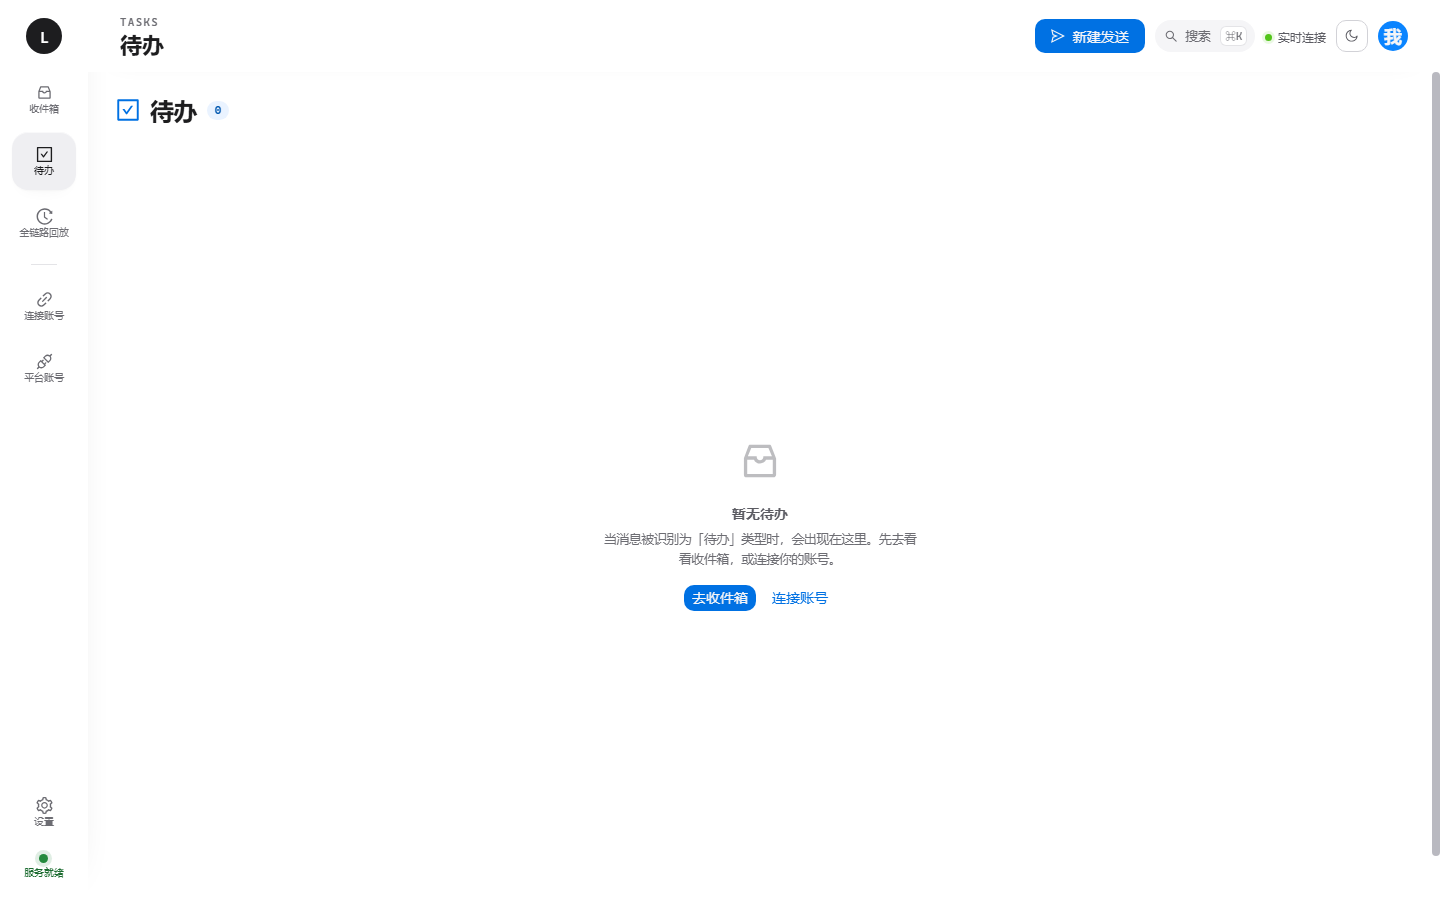 L
TASKS
待办
新建发送
搜索 ⌘K
实时连接
我
收件箱
待办
全链路回放
连接账号
平台账号
设置
服务就绪
待办 0
暂无待办
当消息被识别为「待办」类型时，会出现在这里。先去看
看收件箱，或连接你的账号。
去收件箱
连接账号